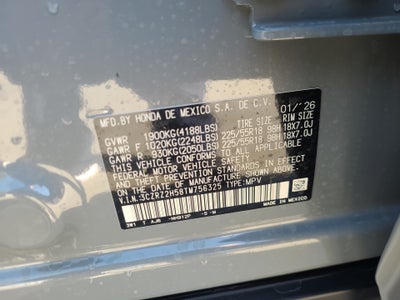 MFD.BY HONDA DE MEXICO S.A. DE C.V. 01/'26
TIRE SIZE RIM SIZE
GVWR 1900KG(4188LBS)
GAWR F 1020KG(2248LBS) 225/55R18 98H 18X7.0J
GAWR R 930KG(2050LBS) 225/55R18 98H 18X7.0J
THIS VEHICLE CONFORMS TO ALL APPLICABLE
FEDERAL MOTOR VEHICLE SAFETY AND
THEFT PREVENTION STANDARDS IN EFFECT ON
THE DATE OF MANUFACTURE SHOWN ABOVE.
V.I.N.:3CZRZ2H58TM756325 TYPE:MPV
3W1 T AJB -NH912P -S -W
MADE IN MEXICO